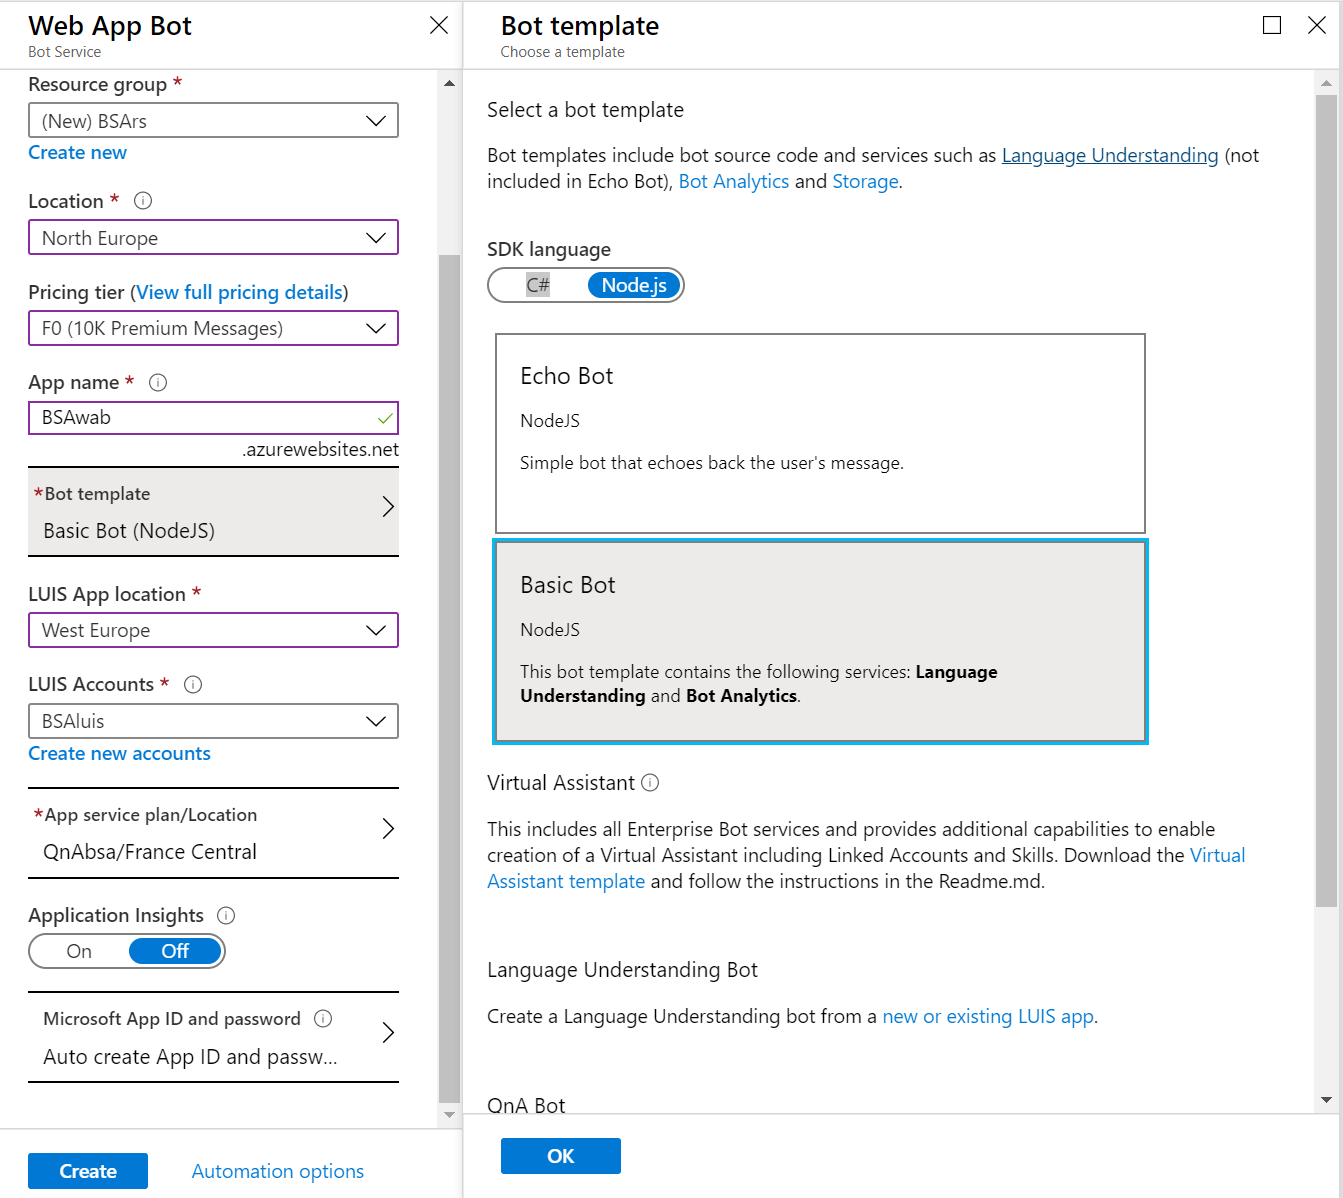 Web App Bot
Bot Service
Resource group *
(New) BSArs
Create new
Location *
North Europe
Pricing tier (View full pricing details)
F0 (10K Premium Messages)
App name *
BSAwab
.azurewebsites.net
*Bot template
Basic Bot (NodeJS)
LUIS App location *
West Europe
LUIS Accounts *
BSAluis
Create new accounts
*App service plan/Location
QnAbsa/France Central
Application Insights
On Off
Microsoft App ID and password
Auto create App ID and passw...
Create Automation options
Bot template
Choose a template
Select a bot template
Bot templates include bot source code and services such as Language Understanding (not
included in Echo Bot), Bot Analytics and Storage.
SDK language
C# Node.js
Echo Bot
NodeJS
Simple bot that echoes back the user's message.
Basic Bot
NodeJS
This bot template contains the following services: Language
Understanding and Bot Analytics.
Virtual Assistant
This includes all Enterprise Bot services and provides additional capabilities to enable
creation of a Virtual Assistant including Linked Accounts and Skills. Download the Virtual
Assistant template and follow the instructions in the Readme.md.
Language Understanding Bot
Create a Language Understanding bot from a new or existing LUIS app.
QnA Bot
OK